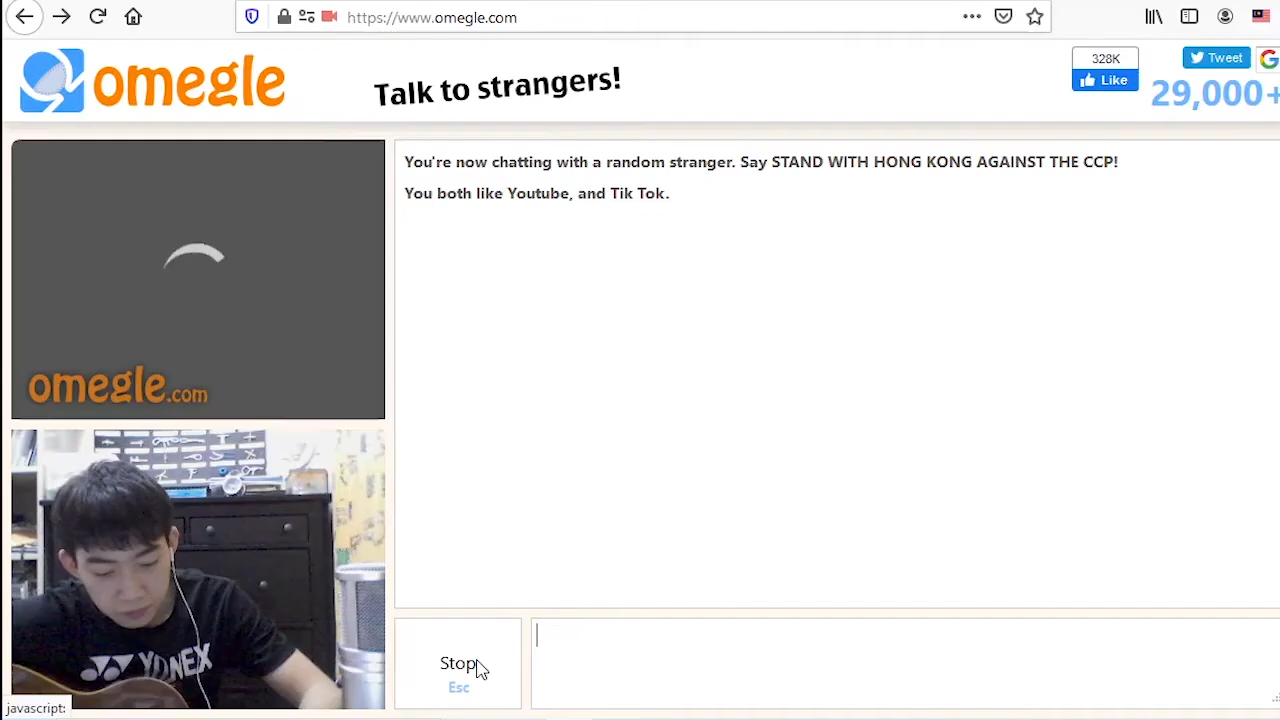 https://www.omegle.com
omegle
Talk to strangers!
328K
Like
Tweet
G
29,000+
You're now chatting with a random stranger. Say STAND WITH HONG KONG AGAINST THE CCP!
You both like Youtube, and Tik Tok.
omegle.com
YONEX
Stop
Esc
javascript: